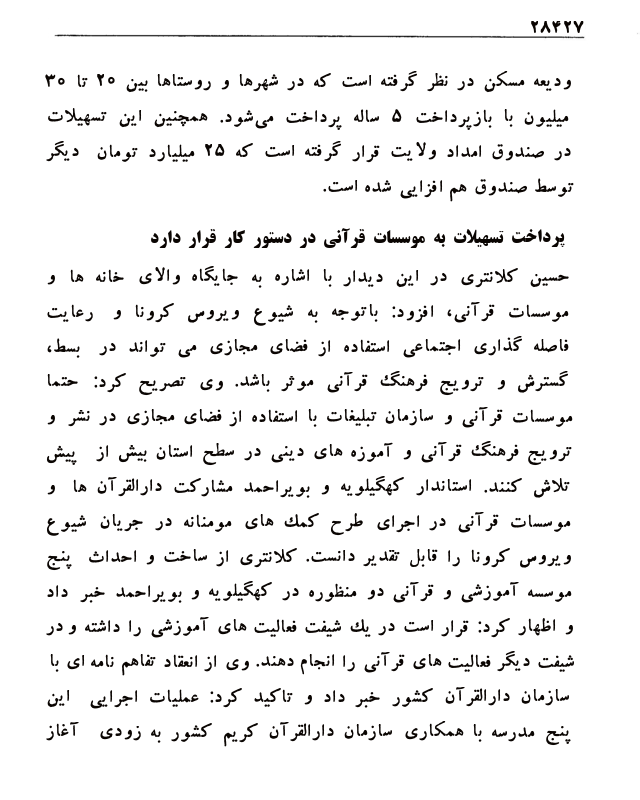 ۲۸۴۲۷
ودیعه مسکن در نظر گرفته است که در شهرها و روستاها بین ۲۰ تا ۳۰
میلیون با بازپرداخت ۵ ساله پرداخت می‌شود. همچنین این تسهیلات
در صندوق امداد ولایت قرار گرفته است که ۲۵ میلیارد تومان دیگر
توسط صندوق هم افزایی شده است.
پرداخت تسهیلات به موسسات قرآنی در دستور کار قرار دارد
حسین کلانتری در این دیدار با اشاره به جایگاه والای خانه ها و
موسسات قرآنی، افزود: باتوجه به شیوع ویروس کرونا و رعایت
فاصله گذاری اجتماعی استفاده از فضای مجازی می تواند در بسط،
گسترش و ترویج فرهنگ قرآنی موثر باشد. وی تصریح کرد: حتما
موسسات قرآنی و سازمان تبلیغات با استفاده از فضای مجازی در نشر و
ترویج فرهنگ قرآنی و آموزه های دینی در سطح استان بیش از پیش
تلاش کنند. استاندار کهگیلویه و بویراحمد مشارکت دارالقرآن ها و
موسسات قرآنی در اجرای طرح کمك های مومنانه در جریان شیوع
ویروس کرونا را قابل تقدیر دانست. کلانتری از ساخت و احداث پنج
موسسه آموزشی و قرآنی دو منظوره در کهگیلویه و بویراحمد خبر داد
و اظهار کرد: قرار است در یك شیفت فعالیت های آموزشی را داشته و در
شیفت دیگر فعالیت های قرآنی را انجام دهند. وی از انعقاد تفاهم نامه ای با
سازمان دارالقرآن کشور خبر داد و تاکید کرد: عملیات اجرایی این
پنج مدرسه با همکاری سازمان دارالقرآن کریم کشور به زودی آغاز